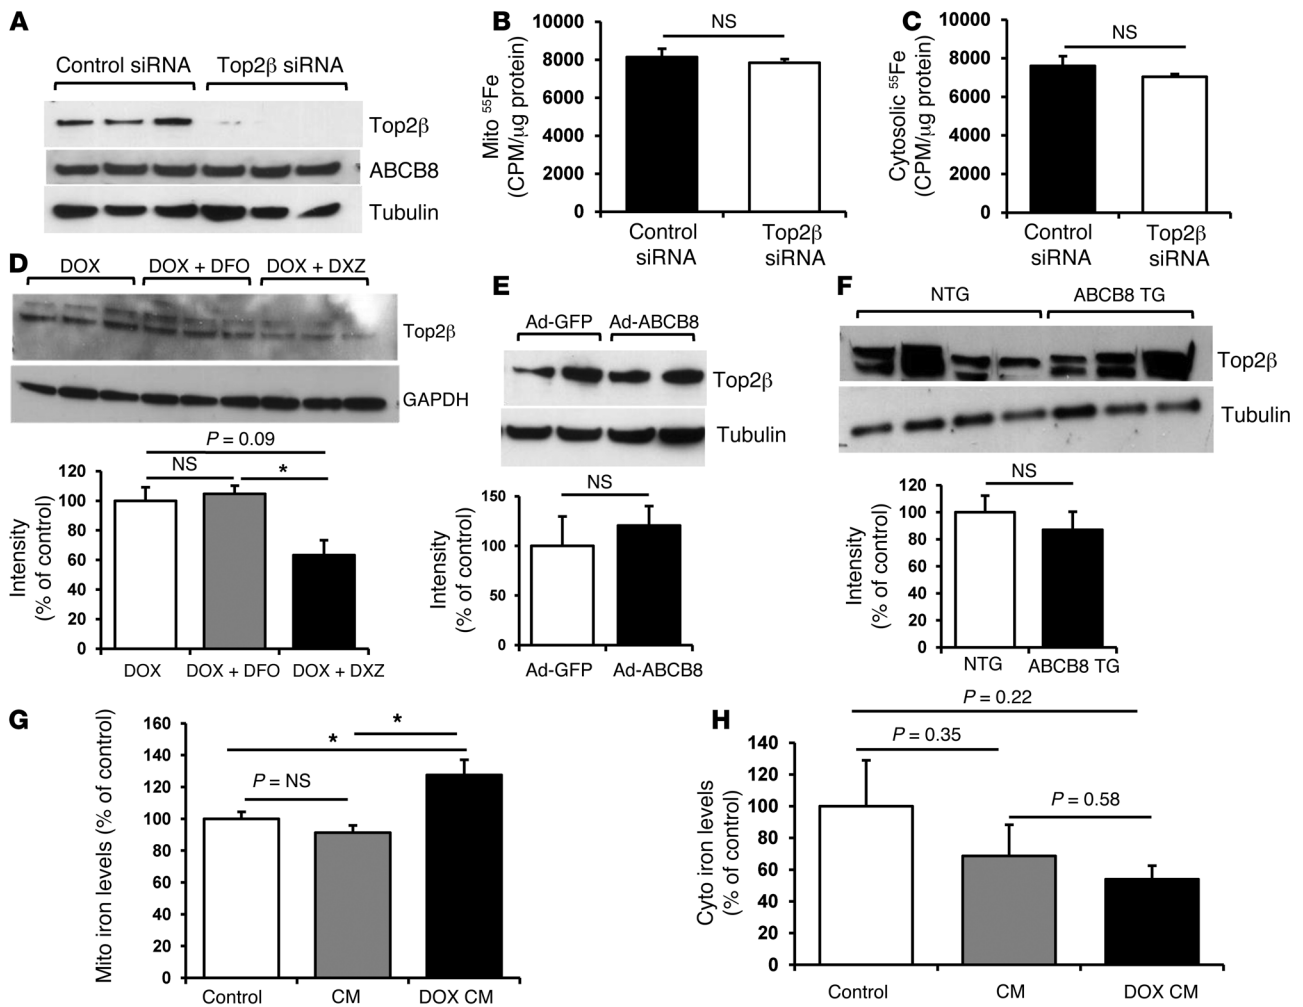 A
Control siRNA
Top2β siRNA
Top2β
ABCB8
Tubulin
B
Mito ⁵⁵Fe
(CPM/μg protein)
10000
8000
6000
4000
2000
0
NS
Control
siRNA
Top2β
siRNA
C
Cytosolic ⁵⁵Fe
(CPM/μg protein)
10000
8000
6000
4000
2000
0
NS
Control
siRNA
Top2β
siRNA
D
DOX
DOX + DFO
DOX + DXZ
Top2β
GAPDH
P = 0.09
NS
*
Intensity
(% of control)
120
100
80
60
40
20
0
DOX
DOX + DFO
DOX + DXZ
E
Ad-GFP
Ad-ABCB8
Top2β
Tubulin
NS
Intensity
(% of control)
150
100
50
0
Ad-GFP
Ad-ABCB8
F
NTG
ABCB8 TG
Top2β
Tubulin
NS
Intensity
(% of control)
120
100
80
60
40
20
0
NTG
ABCB8 TG
G
Mito iron levels (% of control)
160
140
120
100
80
60
40
20
0
*
*
P = NS
Control
CM
DOX CM
H
Cyto iron levels
(% of control)
140
120
100
80
60
40
20
0
P = 0.22
P = 0.35
P = 0.58
Control
CM
DOX CM